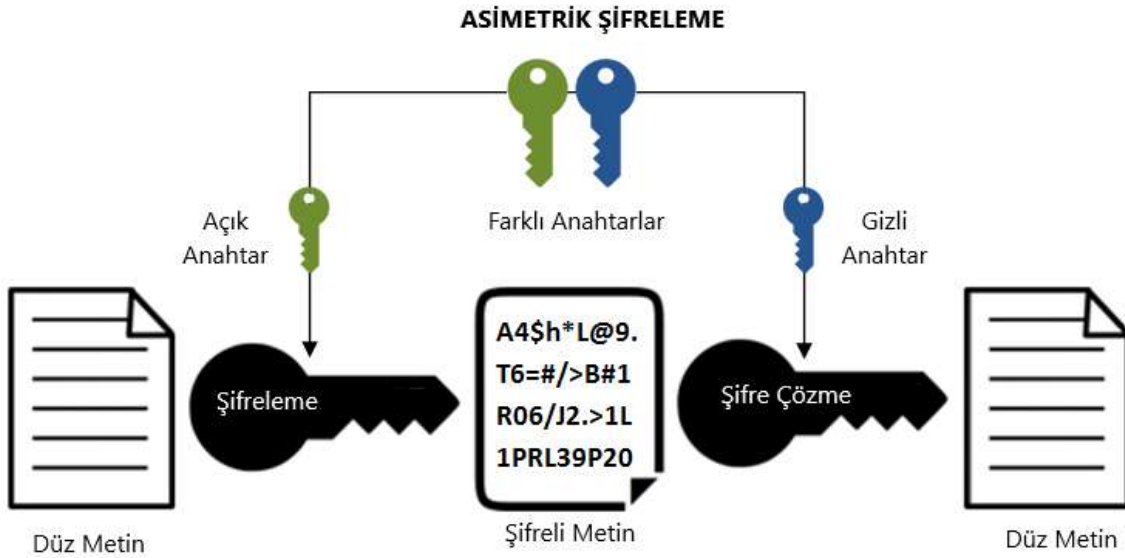 ASİMETRİK ŞİFRELEME
Açık
Anahtar
Farklı Anahtarlar
Gizli
Anahtar
Şifreleme
A4$h*L@9.
T6=#/>B#1
R06/J2.>1L
1PRL39P20
Şifre Çözme
Düz Metin
Şifreli Metin
Düz Metin